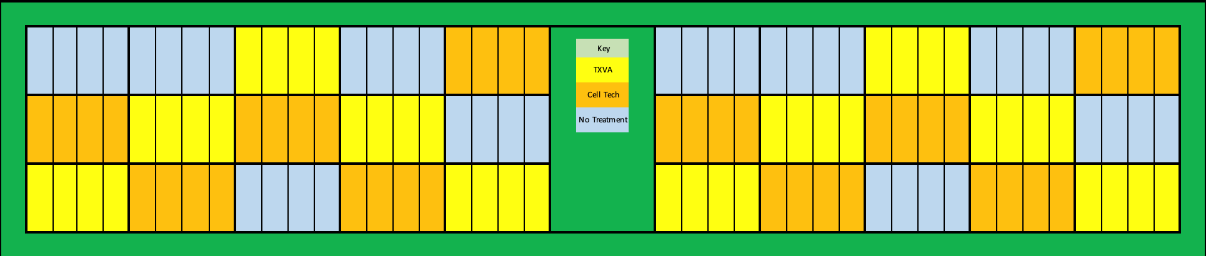 Key
TXVA
Cell Tech
No Treatment